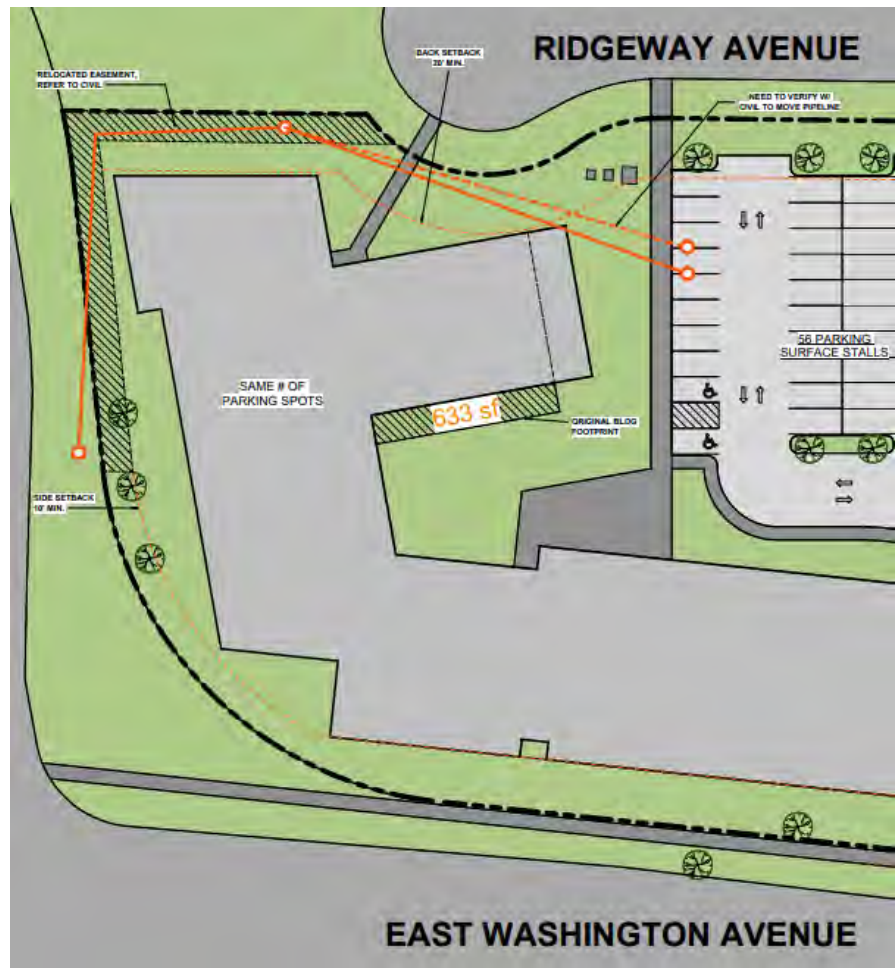 RIDGEWAY AVENUE
BACK SETBACK
20' MIN.
RELOCATED EASEMENT,
REFER TO CIVIL
NEED TO VERIFY W/
CIVIL TO MOVE PIPELINE
56 PARKING
SURFACE STALLS
SAME # OF
PARKING SPOTS
633 sf
ORIGINAL BLDG
FOOTPRINT
SIDE SETBACK
10' MIN.
EAST WASHINGTON AVENUE